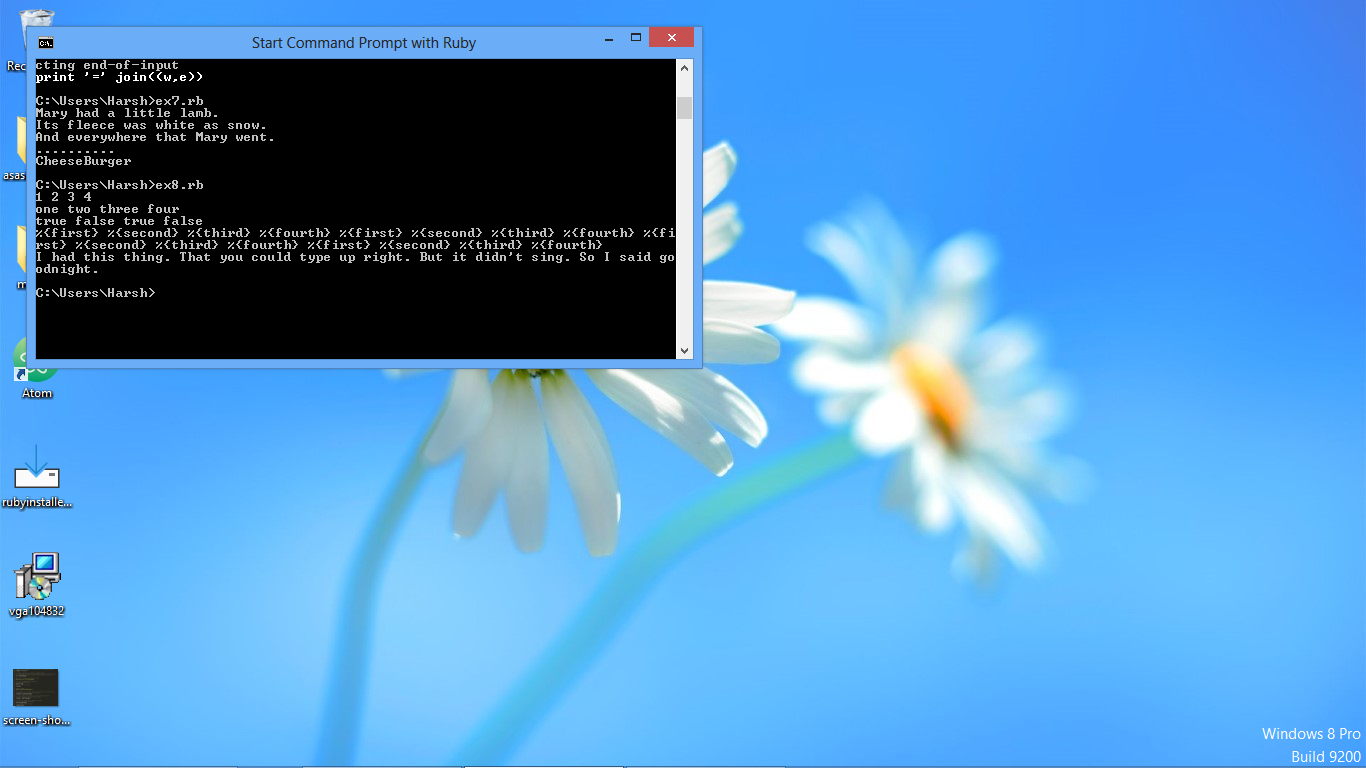 Start Command Prompt with Ruby
cting end-of-input
print '=' join((w,e))
C:\Users\Harsh>ex7.rb
Mary had a little lamb.
Its fleece was white as snow.
And everywhere that Mary went.
..........
CheeseBurger
C:\Users\Harsh>ex8.rb
1 2 3 4
one two three four
true false true false
%{first} %{second} %{third} %{fourth} %{first} %{second} %{third} %{fourth} %{fi
rst} %{second} %{third} %{fourth} %{first} %{second} %{third} %{fourth}
I had this thing. That you could type up right. But it didn't sing. So I said go
odnight.
C:\Users\Harsh>
Rec
asas
m
Atom
rubyinstalle...
vga104832
screen-sho...
Windows 8 Pro
Build 9200